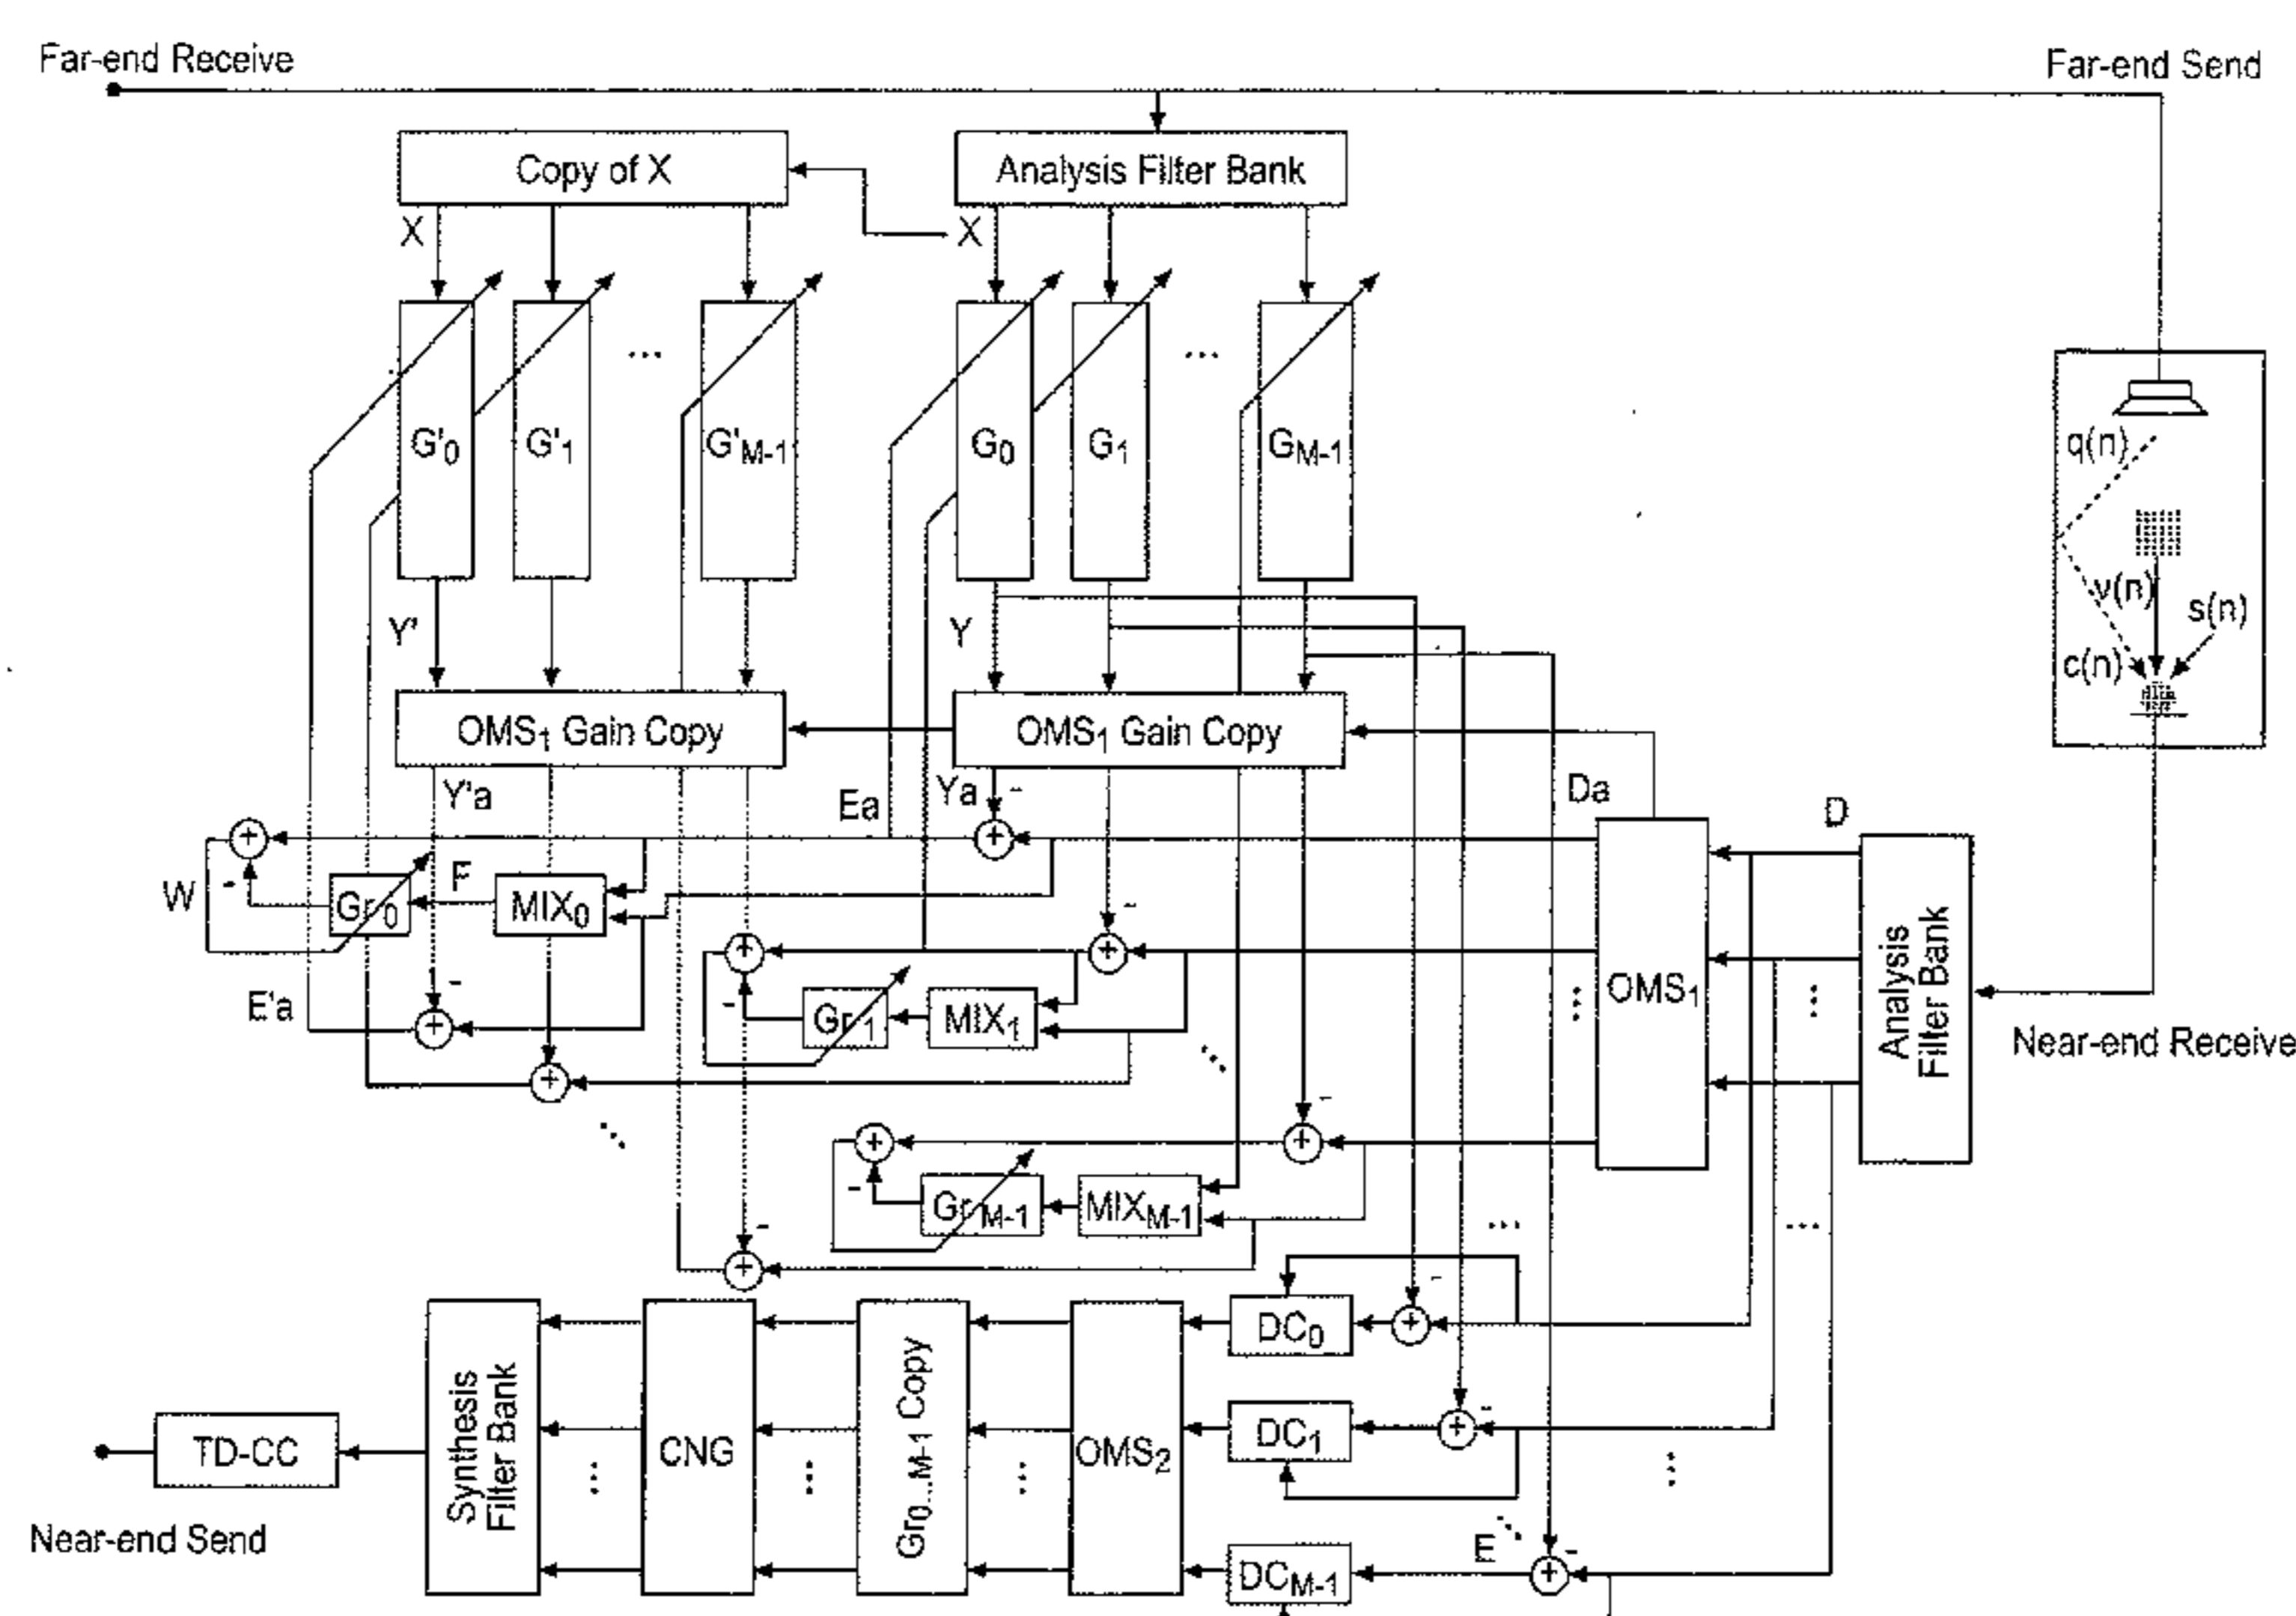 Far-end Receive
Far-end Send
Copy of X
Analysis Filter Bank
X
X
q(n)
G'0
G'1
...
G'M-1
G0
G1
...
GM-1
v(n)
s(n)
c(n)
Y'
Y
OMS1 Gain Copy
OMS1 Gain Copy
Y'a
Ea
Ya
-
Da
D
W
-
Gr0
F
MIX0
-
OMS1
Analysis
Filter Bank
E'a
-
-
Gr1
MIX1
...
...
Near-end Receive
...
...
-
-
GrM-1
MIXM-1
-
...
...
-
DC0
Synthesis
Filter Bank
CNG
Gr0...M-1 Copy
OMS2
DC1
-
TD-CC
...
...
...
...
Near-end Send
E
...
-
DCM-1